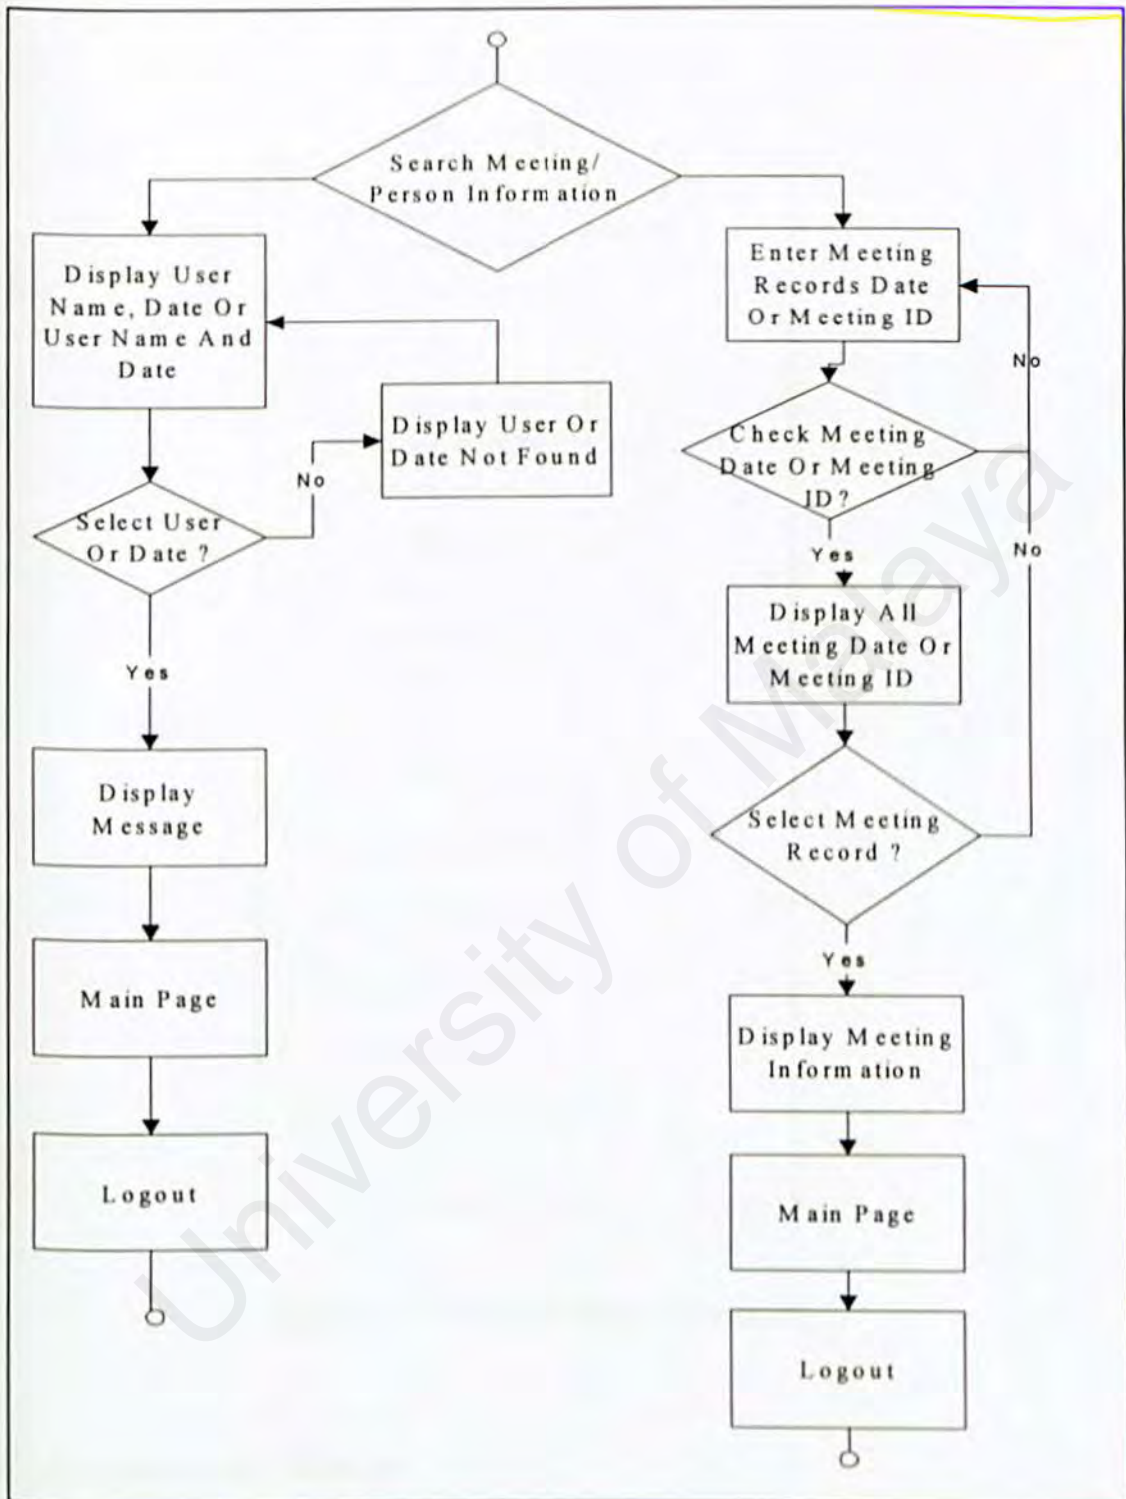 Search Meeting/
Person Information
Display User
Name, Date Or
User Name And
Date
Display User Or
Date Not Found
No
Select User
Or Date ?
Yes
Display
Message
Main Page
Logout
Enter Meeting
Records Date
Or Meeting ID
No
Check Meeting
Date Or Meeting
ID?
Yes
No
Display All
Meeting Date Or
Meeting ID
Select Meeting
Record ?
Yes
Display Meeting
Information
Main Page
Logout
University of Malaya